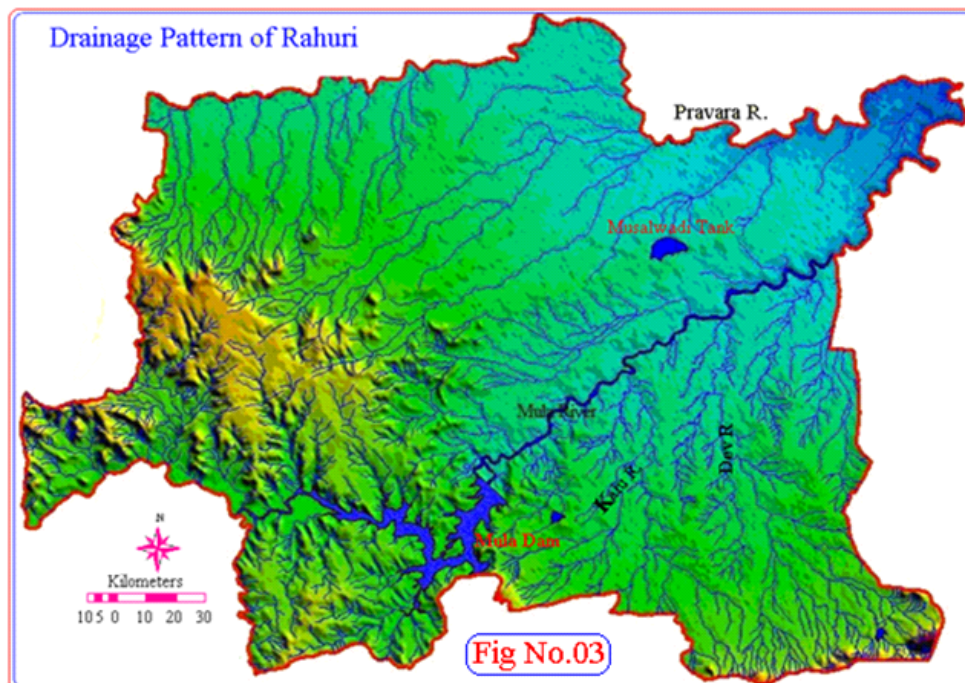 Drainage Pattern of Rahuri
Pravara R.
Musalwadi Tank
Mula River
Dev R
Katu R
Mula Dam
N
Kilometers
10 5 0 10 20 30
Fig No.03